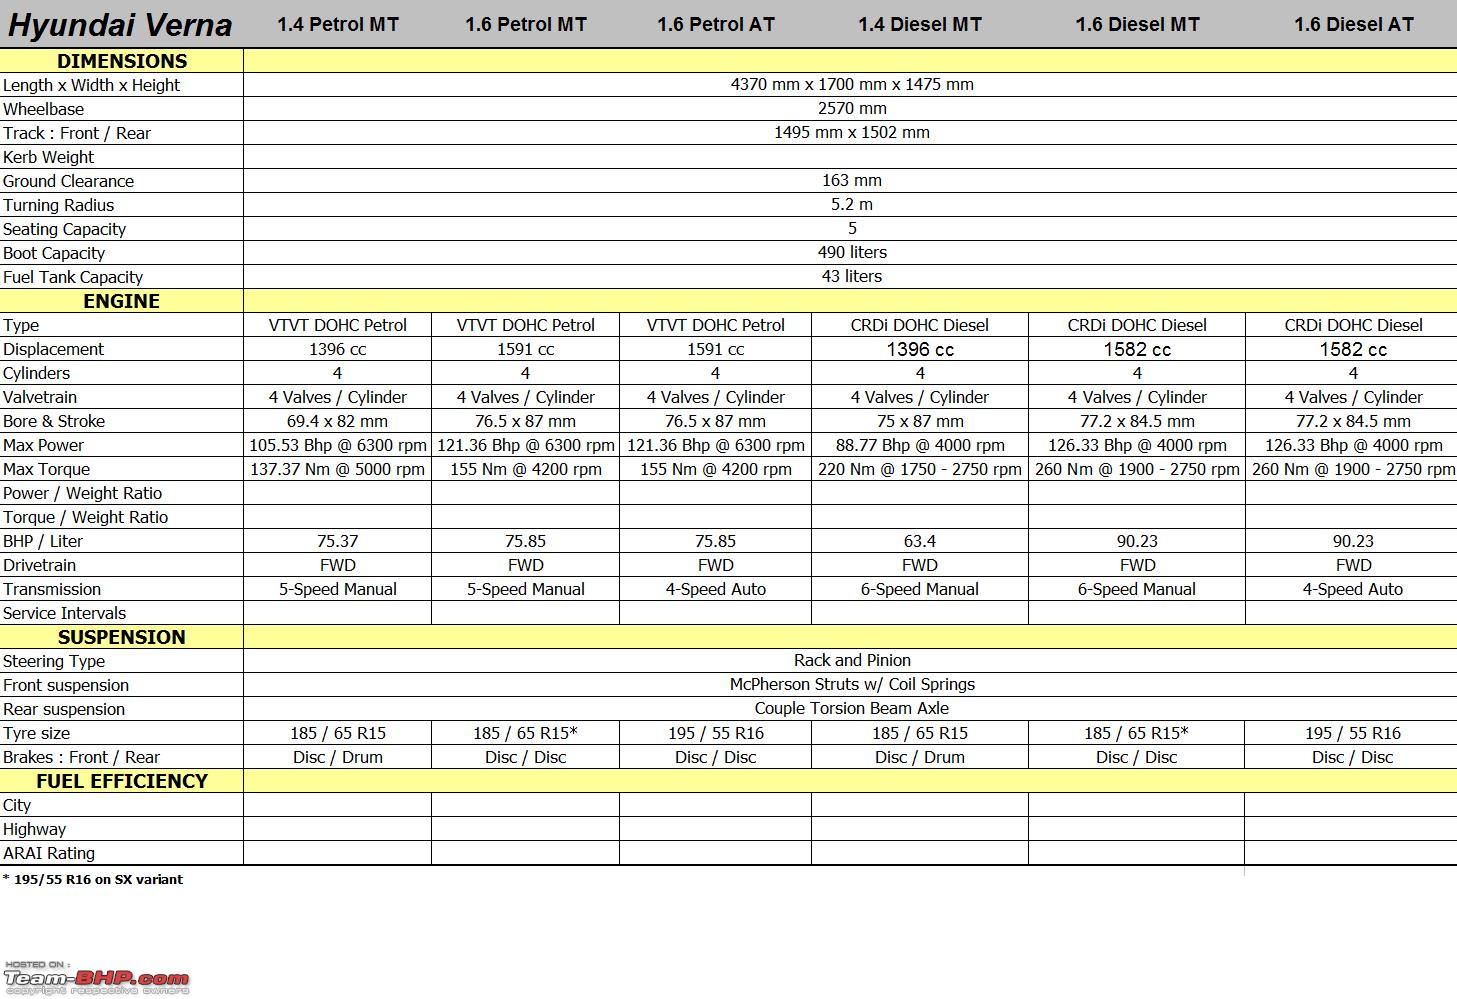 Hyundai Verna 1.4 Petrol MT 1.6 Petrol MT 1.6 Petrol AT 1.4 Diesel MT 1.6 Diesel MT 1.6 Diesel AT
DIMENSIONS
Length x Width x Height 4370 mm x 1700 mm x 1475 mm
Wheelbase 2570 mm
Track : Front / Rear 1495 mm x 1502 mm
Kerb Weight
Ground Clearance 163 mm
Turning Radius 5.2 m
Seating Capacity 5
Boot Capacity 490 liters
Fuel Tank Capacity 43 liters
ENGINE
Type VTVT DOHC Petrol VTVT DOHC Petrol VTVT DOHC Petrol CRDi DOHC Diesel CRDi DOHC Diesel CRDi DOHC Diesel
Displacement 1396 cc 1591 cc 1591 cc 1396 cc 1582 cc 1582 cc
Cylinders 4 4 4 4 4 4
Valvetrain 4 Valves / Cylinder 4 Valves / Cylinder 4 Valves / Cylinder 4 Valves / Cylinder 4 Valves / Cylinder 4 Valves / Cylinder
Bore & Stroke 69.4 x 82 mm 76.5 x 87 mm 76.5 x 87 mm 75 x 87 mm 77.2 x 84.5 mm 77.2 x 84.5 mm
Max Power 105.53 Bhp @ 6300 rpm 121.36 Bhp @ 6300 rpm 121.36 Bhp @ 6300 rpm 88.77 Bhp @ 4000 rpm 126.33 Bhp @ 4000 rpm 126.33 Bhp @ 4000 rpm
Max Torque 137.37 Nm @ 5000 rpm 155 Nm @ 4200 rpm 155 Nm @ 4200 rpm 220 Nm @ 1750 - 2750 rpm 260 Nm @ 1900 - 2750 rpm 260 Nm @ 1900 - 2750 rpm
Power / Weight Ratio
Torque / Weight Ratio
BHP / Liter 75.37 75.85 75.85 63.4 90.23 90.23
Drivetrain FWD FWD FWD FWD FWD FWD
Transmission 5-Speed Manual 5-Speed Manual 4-Speed Auto 6-Speed Manual 6-Speed Manual 4-Speed Auto
Service Intervals
SUSPENSION
Steering Type Rack and Pinion
Front suspension McPherson Struts w/ Coil Springs
Rear suspension Couple Torsion Beam Axle
Tyre size 185 / 65 R15 185 / 65 R15* 195 / 55 R16 185 / 65 R15 185 / 65 R15* 195 / 55 R16
Brakes : Front / Rear Disc / Drum Disc / Disc Disc / Disc Disc / Drum Disc / Disc Disc / Disc
FUEL EFFICIENCY
City
Highway
ARAI Rating
* 195/55 R16 on SX variant
HOSTED ON :
Team-BHP.com
copyright respective owners